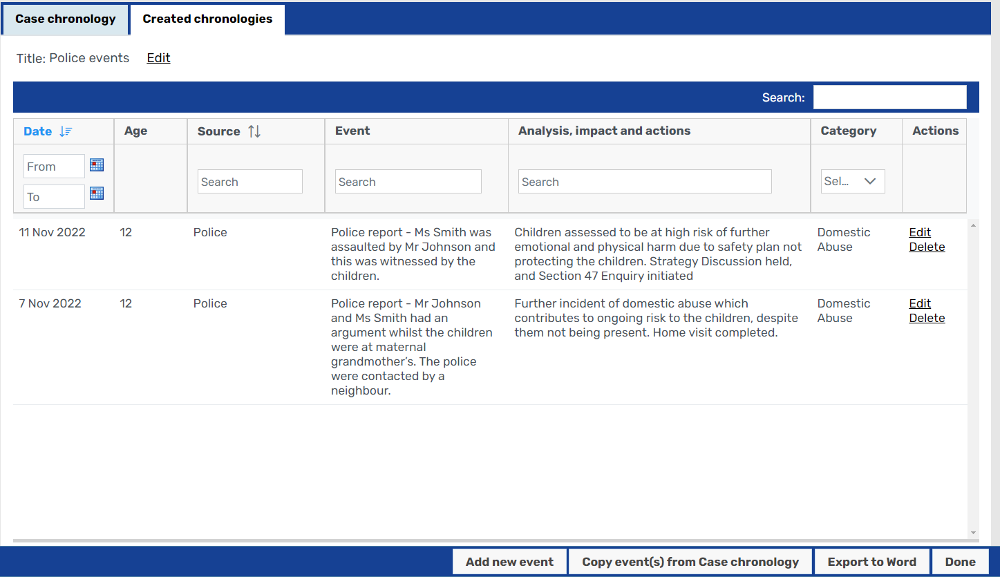 Case chronology
Created chronologies
Title: Police events Edit
Search:
Date
Age
Source
Event
Analysis, impact and actions
Category
Actions
From
To
Search
Search
Search
Sel...
11 Nov 2022
12
Police
Police report - Ms Smith was
assaulted by Mr Johnson and
this was witnessed by the
children.
Children assessed to be at high risk of further
emotional and physical harm due to safety plan not
protecting the children. Strategy Discussion held,
and Section 47 Enquiry initiated
Domestic
Abuse
Edit
Delete
7 Nov 2022
12
Police
Police report - Mr Johnson
and Ms Smith had an
argument whilst the children
were at maternal
grandmother's. The police
were contacted by a
neighbour.
Further incident of domestic abuse which
contributes to ongoing risk to the children, despite
them not being present. Home visit completed.
Domestic
Abuse
Edit
Delete
Add new event
Copy event(s) from Case chronology
Export to Word
Done